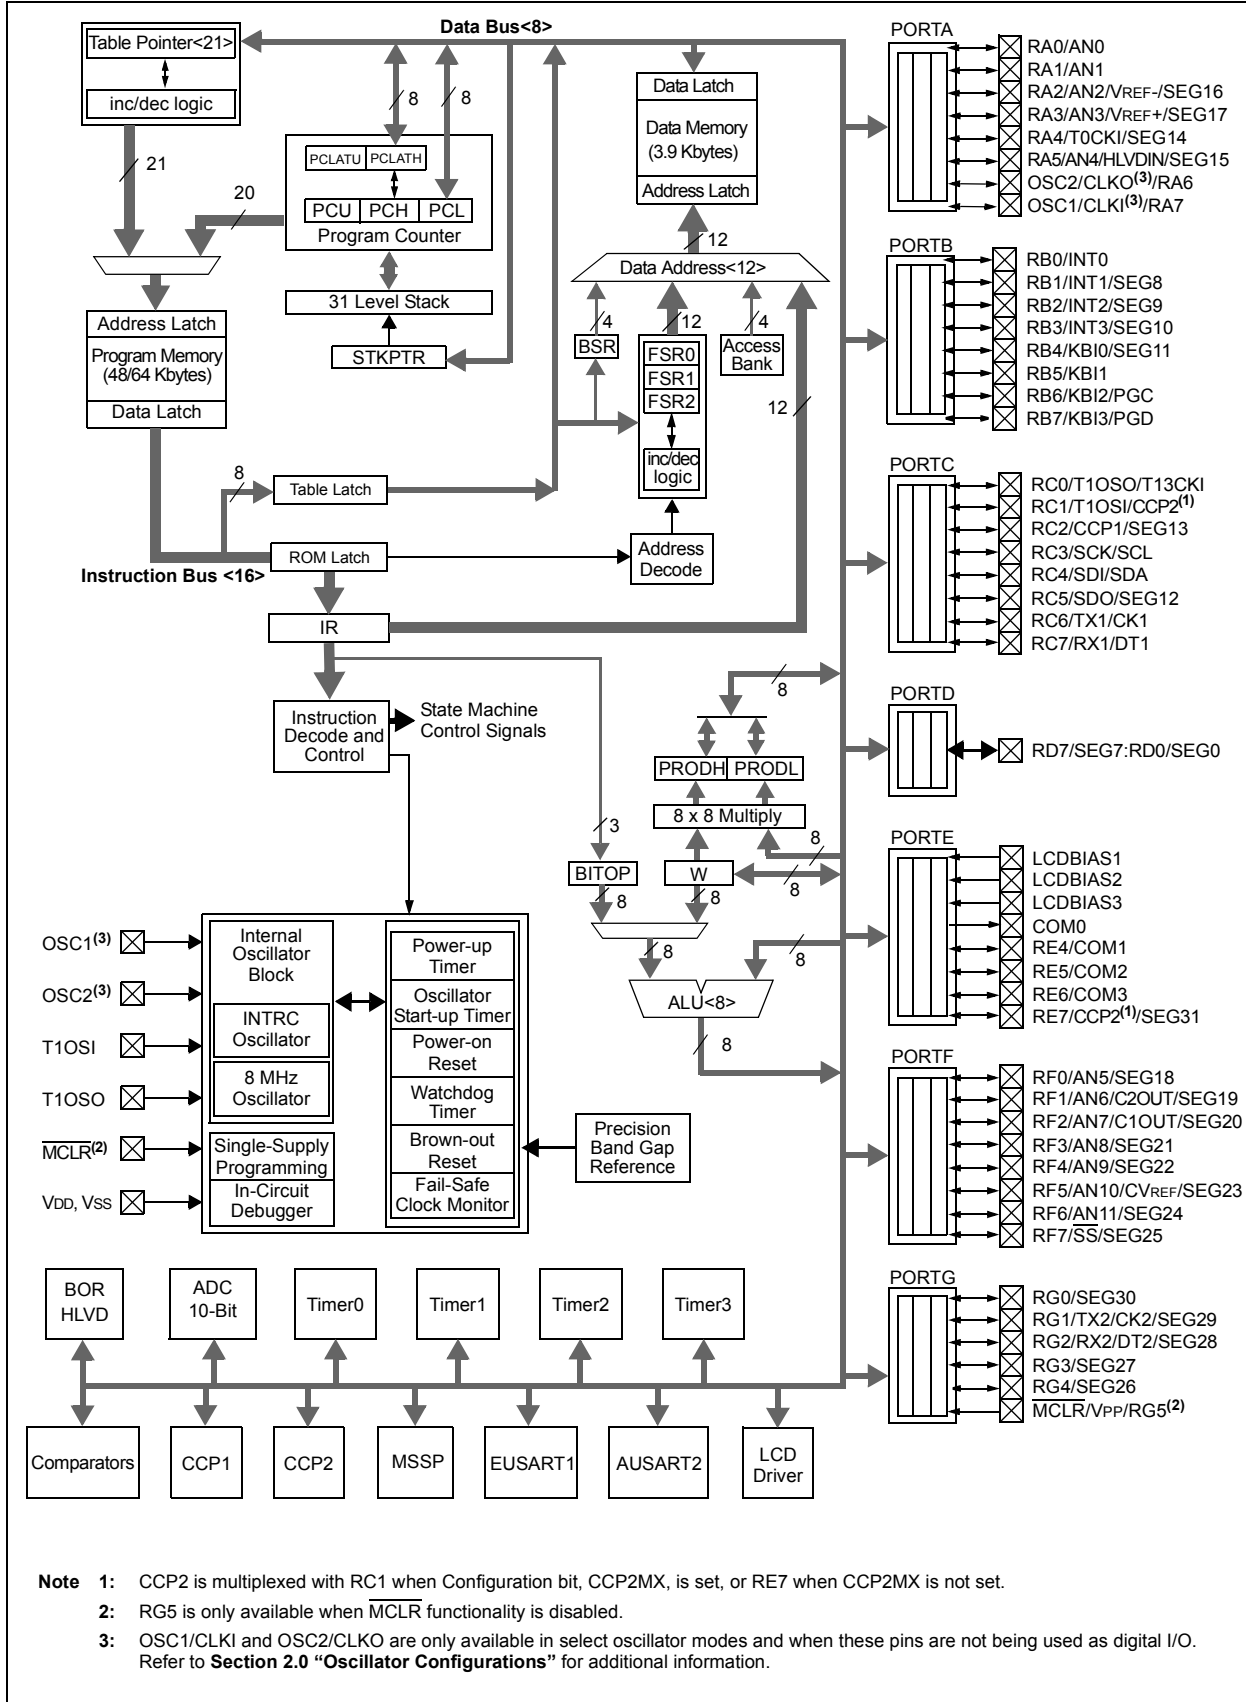 Data Bus<8>
Table Pointer<21>
inc/dec logic
21
20
8
8
PCLATU PCLATH
PCU PCH PCL
Program Counter
31 Level Stack
STKPTR
Address Latch
Program Memory
(48/64 Kbytes)
Data Latch
Instruction Bus <16>
8
Table Latch
ROM Latch
IR
Data Latch
Data Memory
(3.9 Kbytes)
Address Latch
12
Data Address<12>
4
12
4
BSR
FSR0
FSR1
FSR2
inc/dec
logic
Access
Bank
12
Address
Decode
Instruction
Decode and
Control
State Machine
Control Signals
8
PRODH PRODL
8 x 8 Multiply
3
8
BITOP
W
8
8
8
8
8
ALU<8>
8
OSC1(3)
OSC2(3)
T1OSI
T1OSO
MCLR(2)
VDD, VSS
Internal
Oscillator
Block
INTRC
Oscillator
8 MHz
Oscillator
Single-Supply
Programming
In-Circuit
Debugger
Power-up
Timer
Oscillator
Start-up Timer
Power-on
Reset
Watchdog
Timer
Brown-out
Reset
Fail-Safe
Clock Monitor
Precision
Band Gap
Reference
BOR
HLVD
ADC
10-Bit
Timer0
Timer1
Timer2
Timer3
Comparators
CCP1
CCP2
MSSP
EUSART1
AUSART2
LCD
Driver
PORTA
RA0/AN0
RA1/AN1
RA2/AN2/VREF-/SEG16
RA3/AN3/VREF+/SEG17
RA4/T0CKI/SEG14
RA5/AN4/HLVDIN/SEG15
OSC2/CLKO(3)/RA6
OSC1/CLKI(3)/RA7
PORTB
RB0/INT0
RB1/INT1/SEG8
RB2/INT2/SEG9
RB3/INT3/SEG10
RB4/KBI0/SEG11
RB5/KBI1
RB6/KBI2/PGC
RB7/KBI3/PGD
PORTC
RC0/T1OSO/T13CKI
RC1/T1OSI/CCP2(1)
RC2/CCP1/SEG13
RC3/SCK/SCL
RC4/SDI/SDA
RC5/SDO/SEG12
RC6/TX1/CK1
RC7/RX1/DT1
PORTD
RD7/SEG7:RD0/SEG0
PORTE
LCDBIAS1
LCDBIAS2
LCDBIAS3
COM0
RE4/COM1
RE5/COM2
RE6/COM3
RE7/CCP2(1)/SEG31
PORTF
RF0/AN5/SEG18
RF1/AN6/C2OUT/SEG19
RF2/AN7/C1OUT/SEG20
RF3/AN8/SEG21
RF4/AN9/SEG22
RF5/AN10/CVREF/SEG23
RF6/AN11/SEG24
RF7/SS/SEG25
PORTG
RG0/SEG30
RG1/TX2/CK2/SEG29
RG2/RX2/DT2/SEG28
RG3/SEG27
RG4/SEG26
MCLR/VPP/RG5(2)
Note 1: CCP2 is multiplexed with RC1 when Configuration bit, CCP2MX, is set, or RE7 when CCP2MX is not set.
2: RG5 is only available when MCLR functionality is disabled.
3: OSC1/CLKI and OSC2/CLKO are only available in select oscillator modes and when these pins are not being used as digital I/O.
Refer to Section 2.0 “Oscillator Configurations” for additional information.